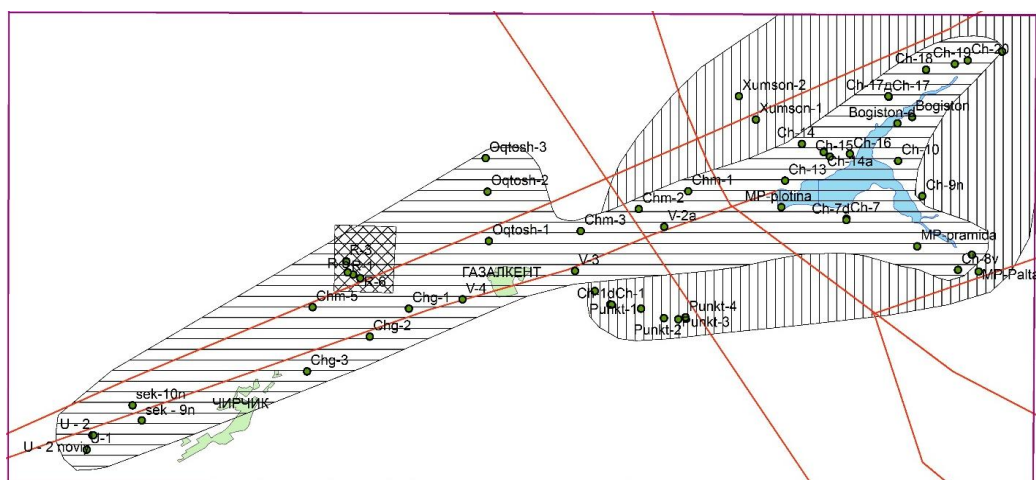 Ch-19
Ch-20
Ch-18
Xumson-2
Ch-17д
Ch-17
Bogiston
Xumson-1
Ch-14
Ch-16
Ch-15
Oqtosh-3
Ch-14a
Ch-10
Ch-13
Oqtosh-2
Chm-1
Ch-9n
MP-plotina
Chm-2
Ch-7d
Ch-7
V-2a
Chm-3
Oqtosh-1
MP-pramida
R-3
V-3
ГАЗАЛКЕНТ
Ch-8v
MP-Palta
R-6
V-4
Ch-1d
Ch-1
Chm-5
Chg-1
Punkt-1
Punkt-4
Punkt-2
Punkt-3
Chg-2
Chg-3
sek-10n
ЧИРЧИК
sek - 9n
U - 2
U-1
U - 2 noviy